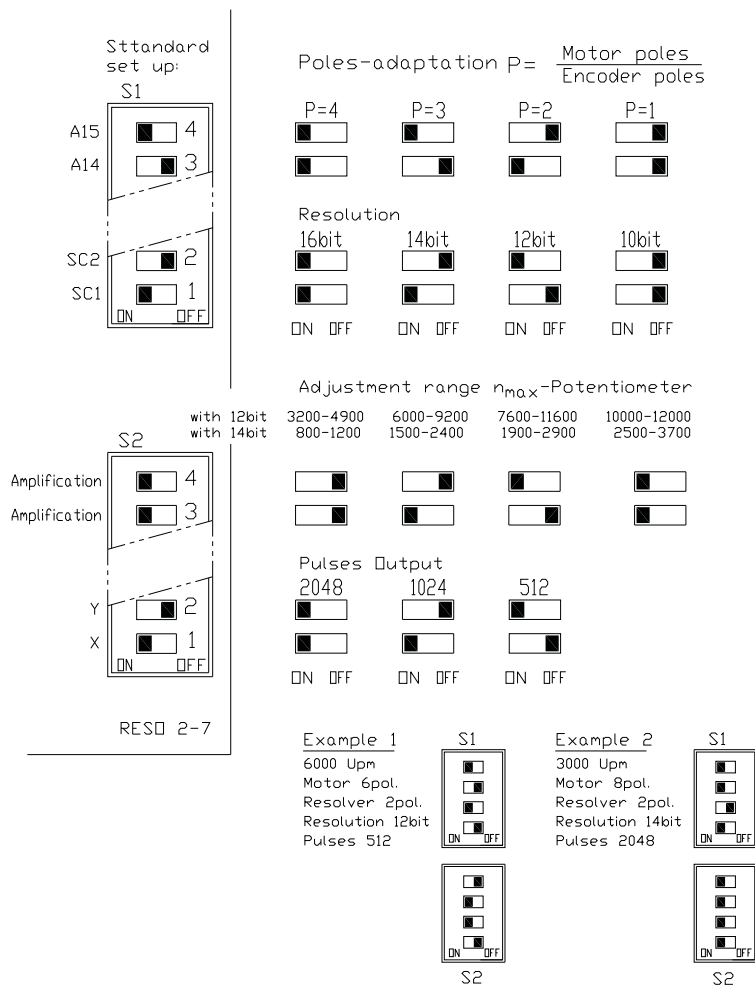 Sttandard
set up:
S1
A15 4
A14 3
SC2 2
SC1 1
ON OFF
Poles-adaptation P= Motor poles
Encoder poles
P=4 P=3 P=2 P=1
Resolution
16bit 14bit 12bit 10bit
ON OFF ON OFF ON OFF ON OFF
Adjustment range nmax-Potentiometer
with 12bit 3200-4900 6000-9200 7600-11600 10000-12000
with 14bit 800-1200 1500-2400 1900-2900 2500-3700
S2
Amplification 4
Amplification 3
Y 2
X 1
ON OFF
Pulses Output
2048 1024 512
ON OFF ON OFF ON OFF
RESO 2-7
Example 1
6000 Upm
Motor 6pol.
Resolver 2pol.
Resolution 12bit
Pulses 512
S1
ON OFF
ON OFF
S2
Example 2
3000 Upm
Motor 8pol.
Resolver 2pol.
Resolution 14bit
Pulses 2048
S1
ON OFF
ON OFF
S2